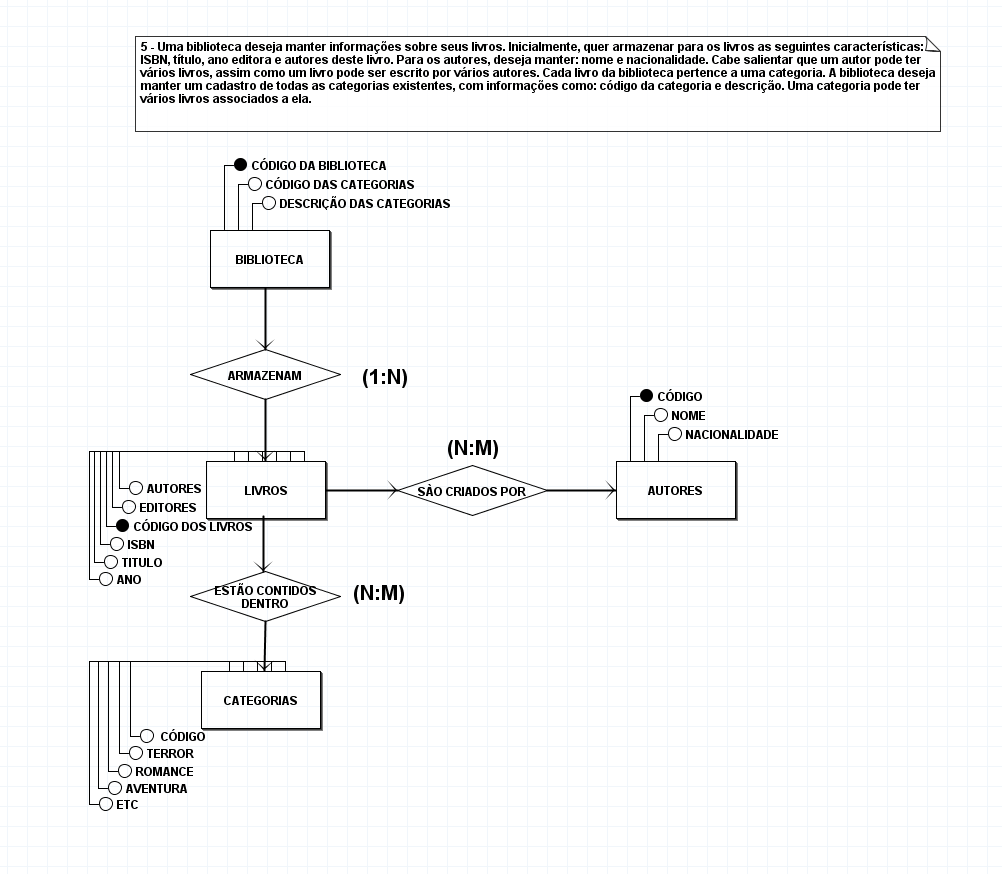 5 - Uma biblioteca deseja manter informações sobre seus livros. Inicialmente, quer armazenar para os livros as seguintes características:
ISBN, título, ano editora e autores deste livro. Para os autores, deseja manter: nome e nacionalidade. Cabe salientar que um autor pode ter
vários livros, assim como um livro pode ser escrito por vários autores. Cada livro da biblioteca pertence a uma categoria. A biblioteca deseja
manter um cadastro de todas as categorias existentes, com informações como: código da categoria e descrição. Uma categoria pode ter
vários livros associados a ela.
CÓDIGO DA BIBLIOTECA
CÓDIGO DAS CATEGORIAS
DESCRIÇÃO DAS CATEGORIAS
BIBLIOTECA
ARMAZENAM
(1:N)
CÓDIGO
NOME
NACIONALIDADE
(N:M)
LIVROS
SÀO CRIADOS POR
AUTORES
AUTORES
EDITORES
CÓDIGO DOS LIVROS
ISBN
TITULO
ANO
ESTÃO CONTIDOS
DENTRO
(N:M)
CATEGORIAS
CÓDIGO
TERROR
ROMANCE
AVENTURA
ETC